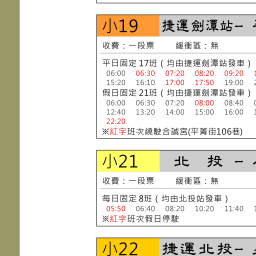 小19 捷運劍潭站-
收費：一段票 緩衝區：無
平日固定17班 ( 均由捷運劍潭站發車 )
06:00 06:30 07:20 08:20 09:20
15:20 16:10 17:00 17:50 19:00
假日固定21班 ( 均由捷運劍潭站發車 )
06:00 06:30 07:20 08:00 08:40
12:40 13:20 14:00 15:00 16:00
22:20
※紅字班次繞駛合誠宮(平菁街106巷)
小21 北 投 -
收費：一段票 緩衝區：無
每日固定8班 ( 均由北投站發車 )
05:50 06:40 08:20 10:20 11:40
※紅字班次假日停駛
小22 捷運北投-